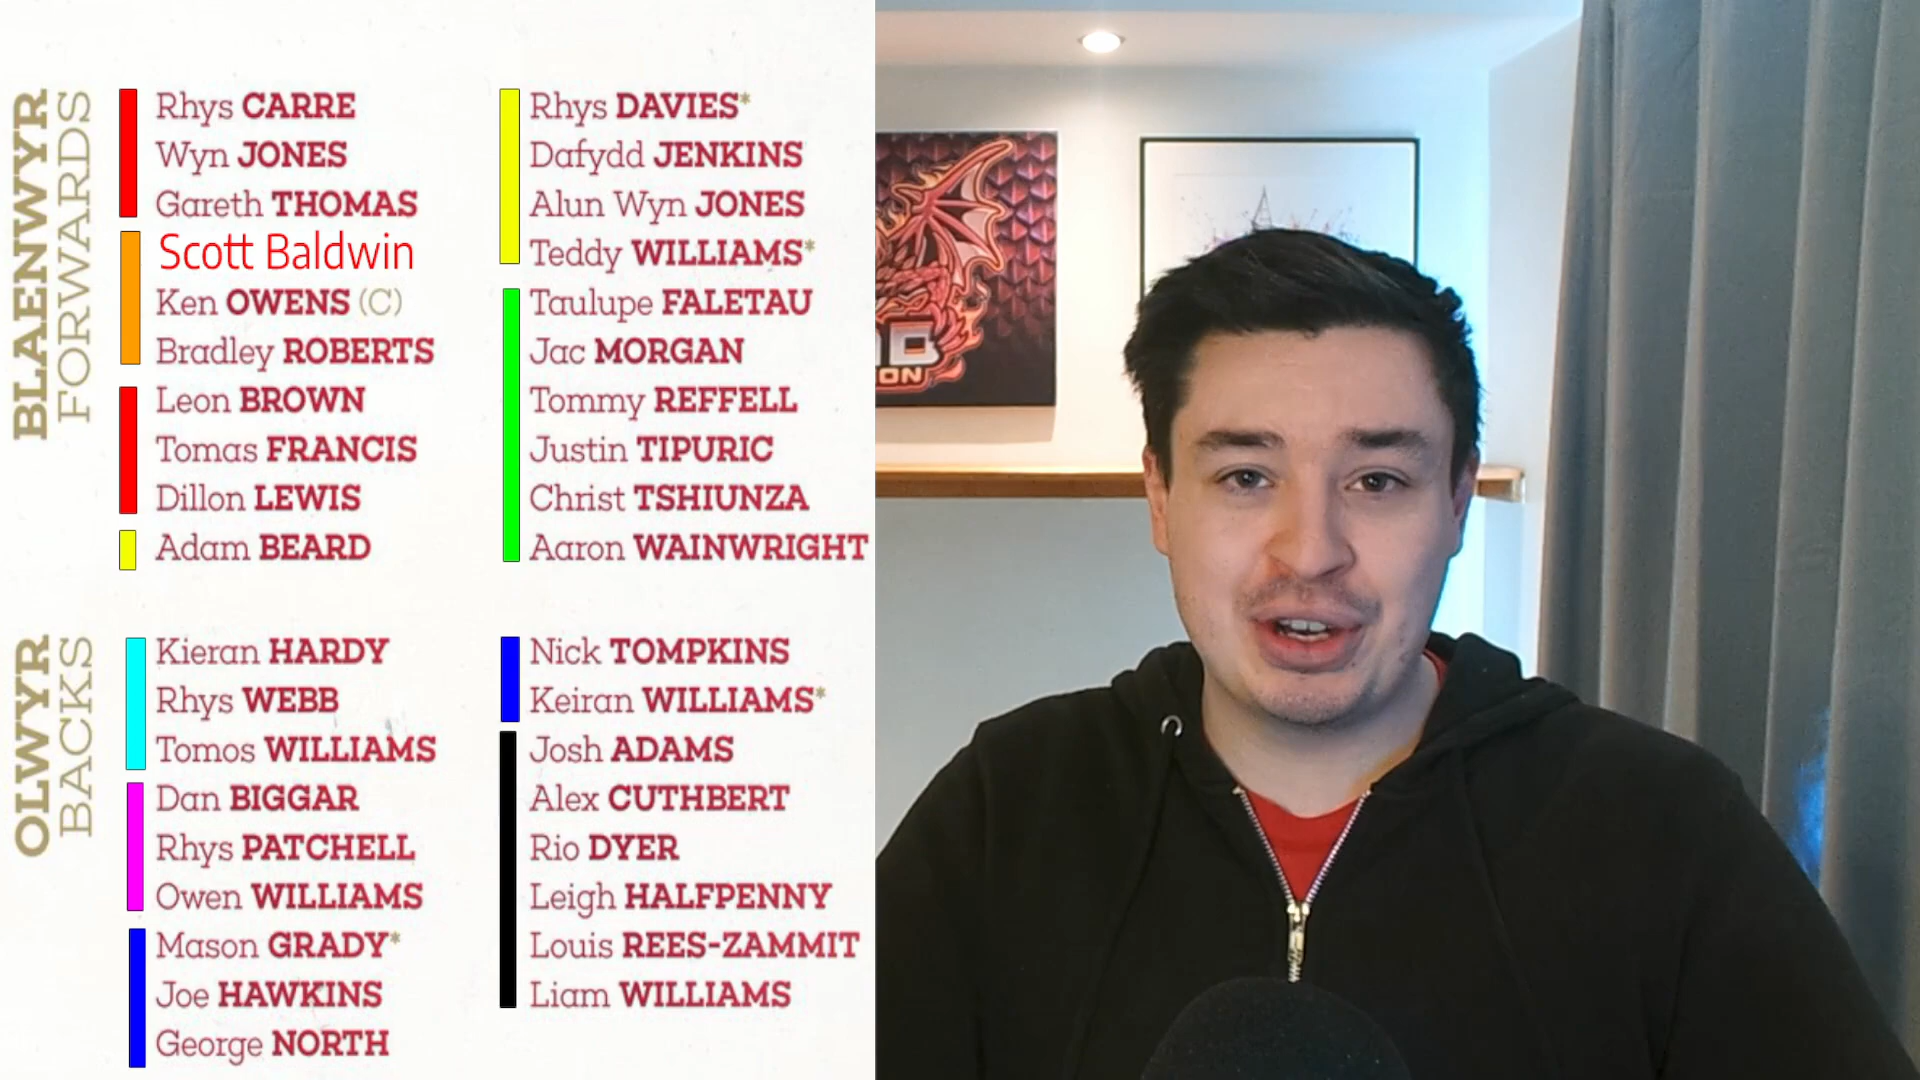 BLAENWYR
FORWARDS
Rhys CARRE
Wyn JONES
Gareth THOMAS
Scott Baldwin
Ken OWENS (C)
Bradley ROBERTS
Leon BROWN
Tomas FRANCIS
Dillon LEWIS
Adam BEARD
Rhys DAVIES*
Dafydd JENKINS
Alun Wyn JONES
Teddy WILLIAMS*
Taulupe FALETAU
Jac MORGAN
Tommy REFFELL
Justin TIPURIC
Christ TSHIUNZA
Aaron WAINWRIGHT
OLWYR
BACKS
Kieran HARDY
Rhys WEBB
Tomos WILLIAMS
Dan BIGGAR
Rhys PATCHELL
Owen WILLIAMS
Mason GRADY*
Joe HAWKINS
George NORTH
Nick TOMPKINS
Keiran WILLIAMS*
Josh ADAMS
Alex CUTHBERT
Rio DYER
Leigh HALFPENNY
Louis REES-ZAMMIT
Liam WILLIAMS